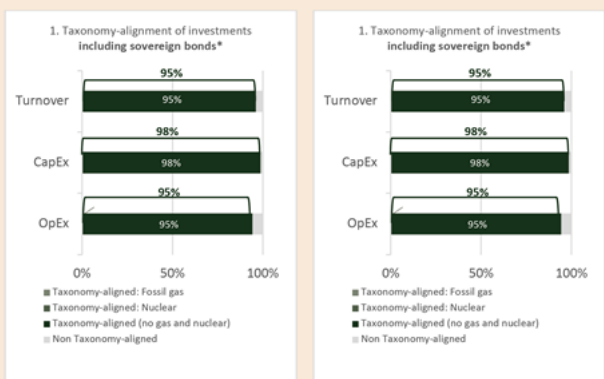 1. Taxonomy-alignment of investments
including sovereign bonds*
95%
Turnover 95%
98%
CapEx 98%
95%
OpEx 95%
0% 50% 100%
Taxonomy-aligned: Fossil gas
Taxonomy-aligned: Nuclear
Taxonomy-aligned (no gas and nuclear)
Non Taxonomy-aligned
1. Taxonomy-alignment of investments
including sovereign bonds*
95%
Turnover 95%
98%
CapEx 98%
95%
OpEx 95%
0% 50% 100%
Taxonomy-aligned: Fossil gas
Taxonomy-aligned: Nuclear
Taxonomy-aligned (no gas and nuclear)
Non Taxonomy-aligned